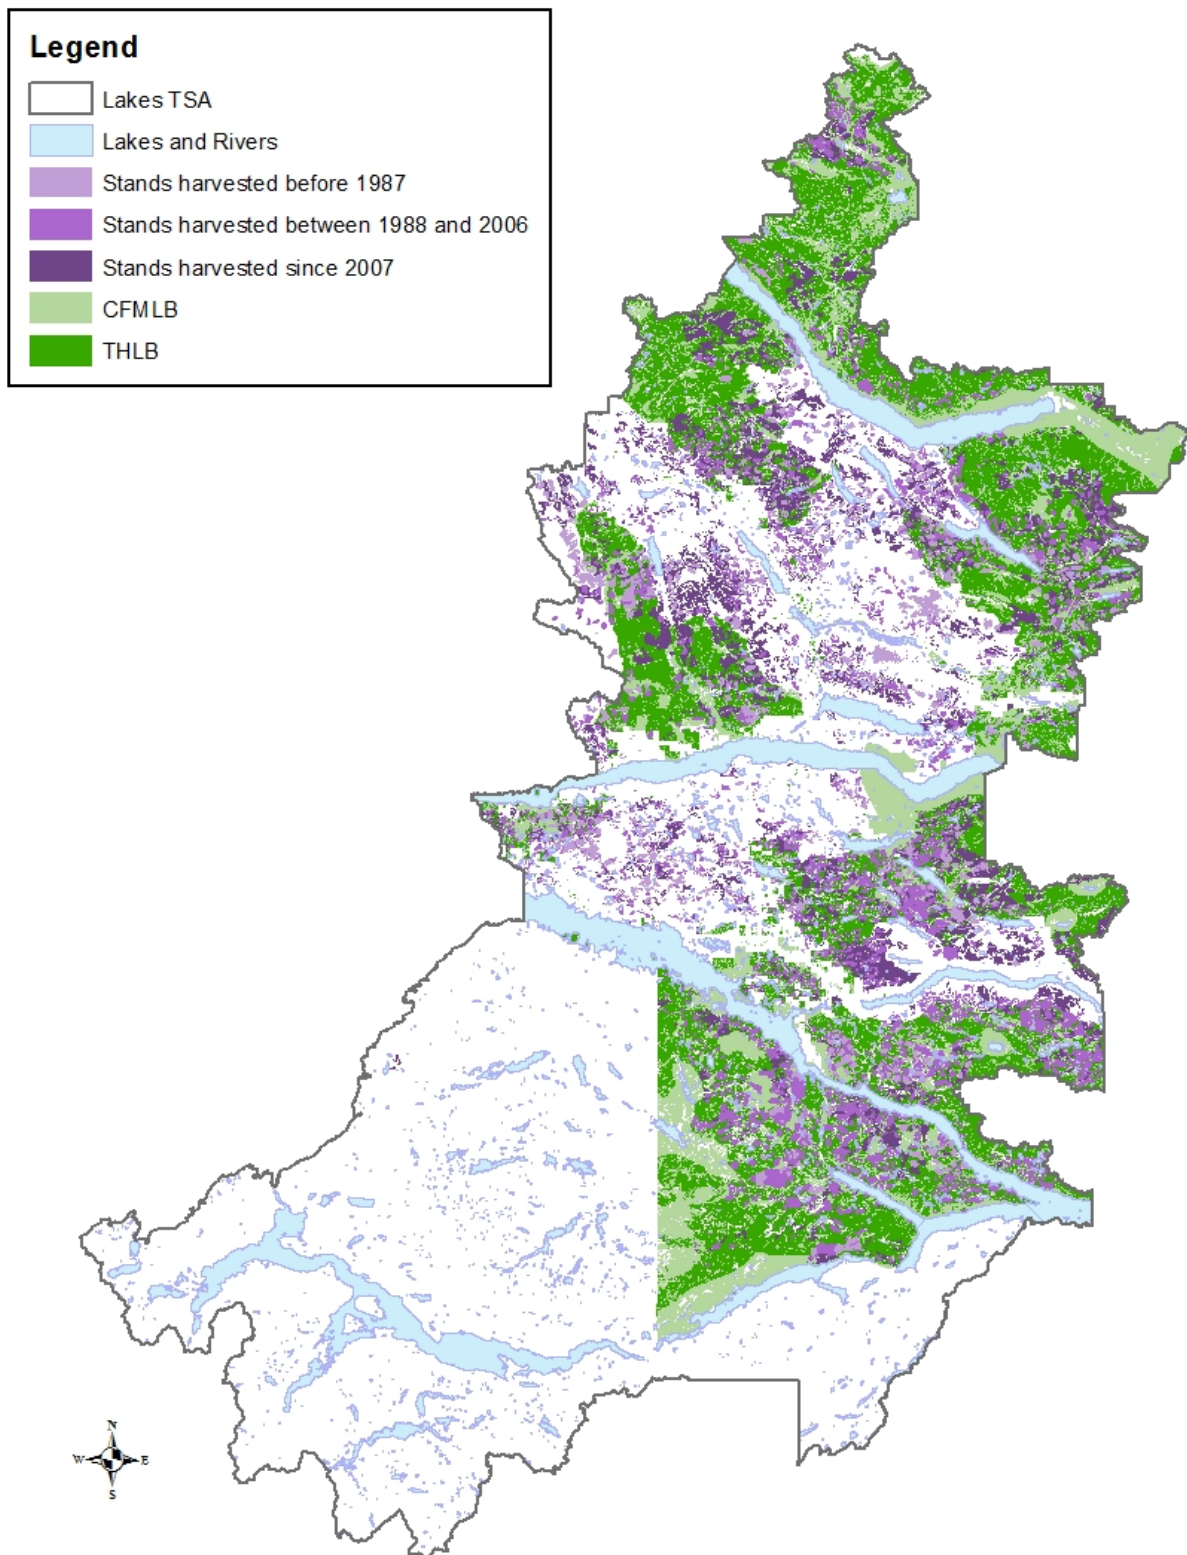 Legend
Lakes TSA
Lakes and Rivers
Stands harvested before 1987
Stands harvested between 1988 and 2006
Stands harvested since 2007
CFMLB
THLB
N
W E
S